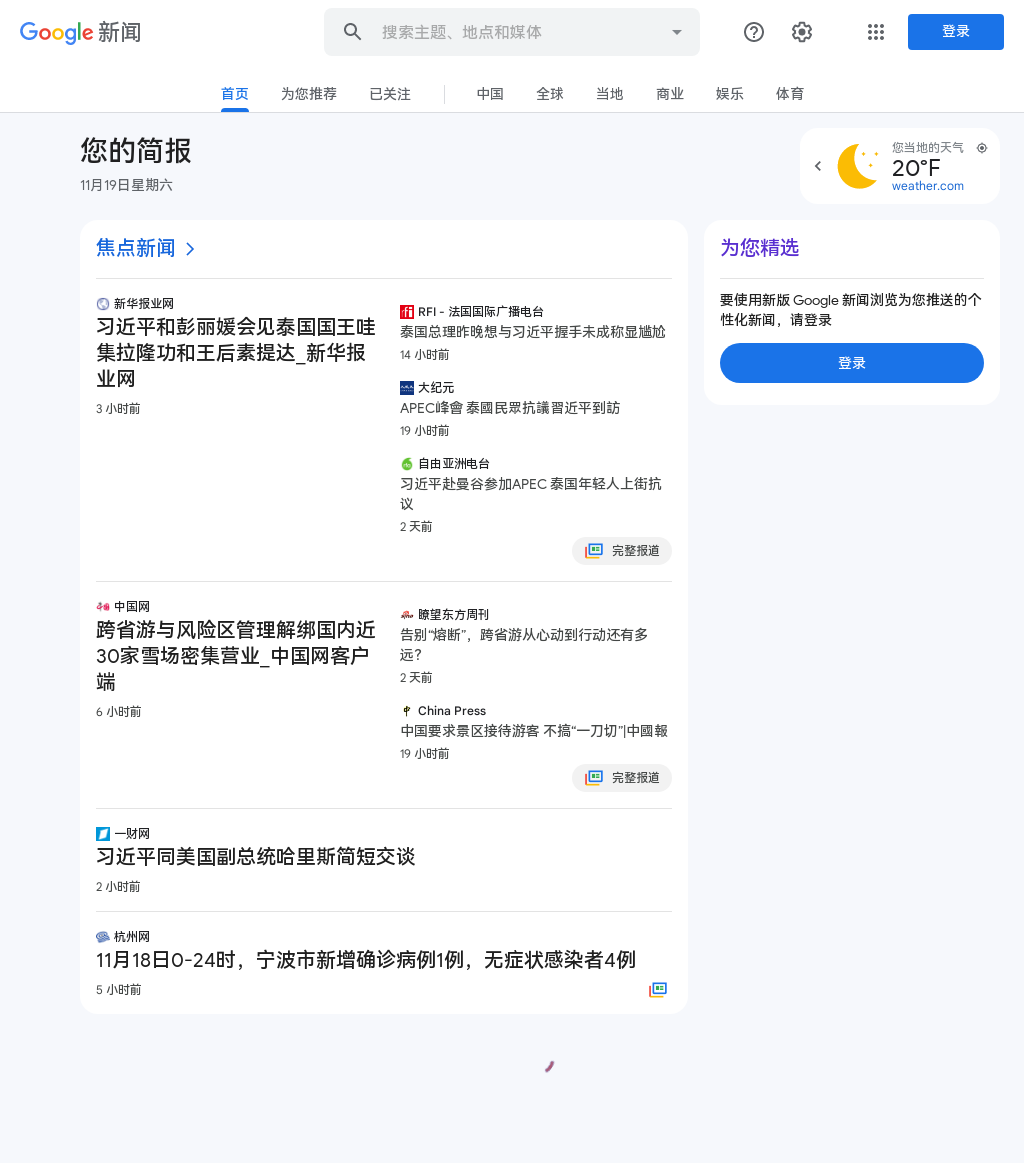 Google 新闻
搜索主题、地点和媒体
登录
首页
为您推荐
已关注
中国
全球
当地
商业
娱乐
体育
您的简报
11月19日星期六
您当地的天气
20°F
weather.com
焦点新闻
新华报业网
习近平和彭丽媛会见泰国国王哇
集拉隆功和王后素提达_新华报
业网
3 小时前
RFI - 法国国际广播电台
泰国总理昨晚想与习近平握手未成称显尴尬
14 小时前
大纪元
APEC峰會 泰國民眾抗議習近平到訪
19 小时前
自由亚洲电台
习近平赴曼谷参加APEC 泰国年轻人上街抗
议
2 天前
完整报道
中国网
跨省游与风险区管理解绑国内近
30家雪场密集营业_中国网客户
端
6 小时前
瞭望东方周刊
告别“熔断”，跨省游从心动到行动还有多
远？
2 天前
China Press
中国要求景区接待游客 不搞“一刀切”|中國報
19 小时前
完整报道
一财网
习近平同美国副总统哈里斯简短交谈
2 小时前
杭州网
11月18日0-24时，宁波市新增确诊病例1例，无症状感染者4例
5 小时前
为您精选
要使用新版 Google 新闻浏览为您推送的个
性化新闻，请登录
登录